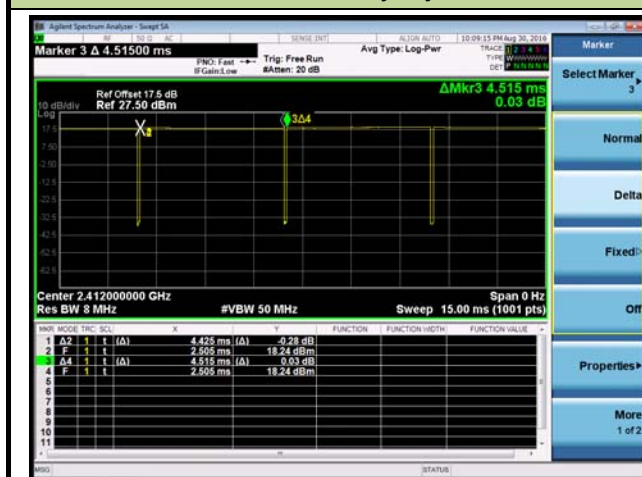 Agilent Spectrum Analyzer - Swept SA
RF 50 Ω AC SENSE:INT ALIGN AUTO 10:09:15 PM Aug 30, 2016
Marker 3 Δ 4.51500 ms
PNO: Fast
IFGain:Low
Trig: Free Run
#Atten: 20 dB
Avg Type: Log-Pwr
TRACE 1 2 3 4 5 6
TYPE
DET P N N N N N
ΔMkr3 4.515 ms
0.03 dB
Ref Offset 17.5 dB
10 dB/div Ref 27.50 dBm
Log
17.5
7.50
-2.50
-12.5
-22.5
-32.5
-42.5
-52.5
-62.5
3Δ4
Center 2.412000000 GHz
Span 0 Hz
Res BW 8 MHz
#VBW 50 MHz
Sweep 15.00 ms (1001 pts)
MKR MODE TRC SCL X Y FUNCTION FUNCTION WIDTH FUNCTION VALUE
1 Δ2 1 t (Δ) 4.425 ms (Δ) -0.28 dB
2 F 1 t 2.505 ms 18.24 dBm
3 Δ4 1 t (Δ) 4.515 ms (Δ) 0.03 dB
4 F 1 t 2.505 ms 18.24 dBm
5
6
7
8
9
10
11
MSG STATUS
Marker
Select Marker
3
Normal
Delta
Fixed
Off
Properties
More
1 of 2